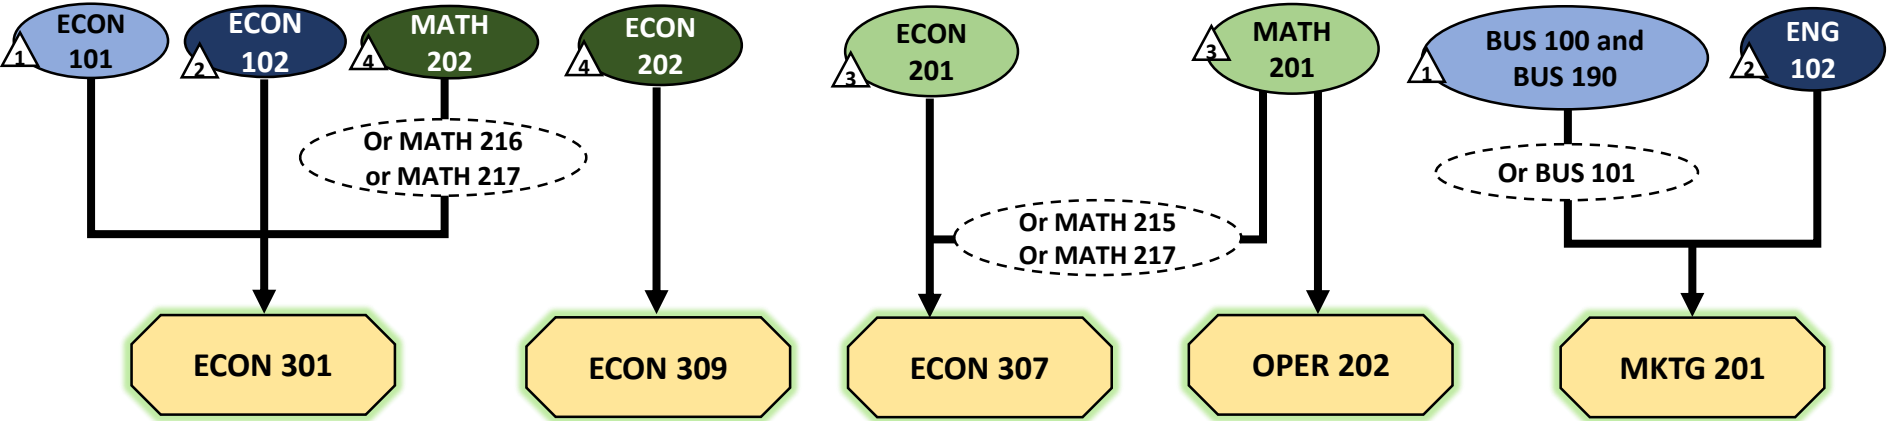 ECON
101
1
ECON
102
2
MATH
202
4
ECON
202
4
ECON
201
3
MATH
201
3
BUS 100 and
BUS 190
1
ENG
102
2
Or MATH 216
or MATH 217
Or MATH 215
Or MATH 217
Or BUS 101
ECON 301
ECON 309
ECON 307
OPER 202
MKTG 201